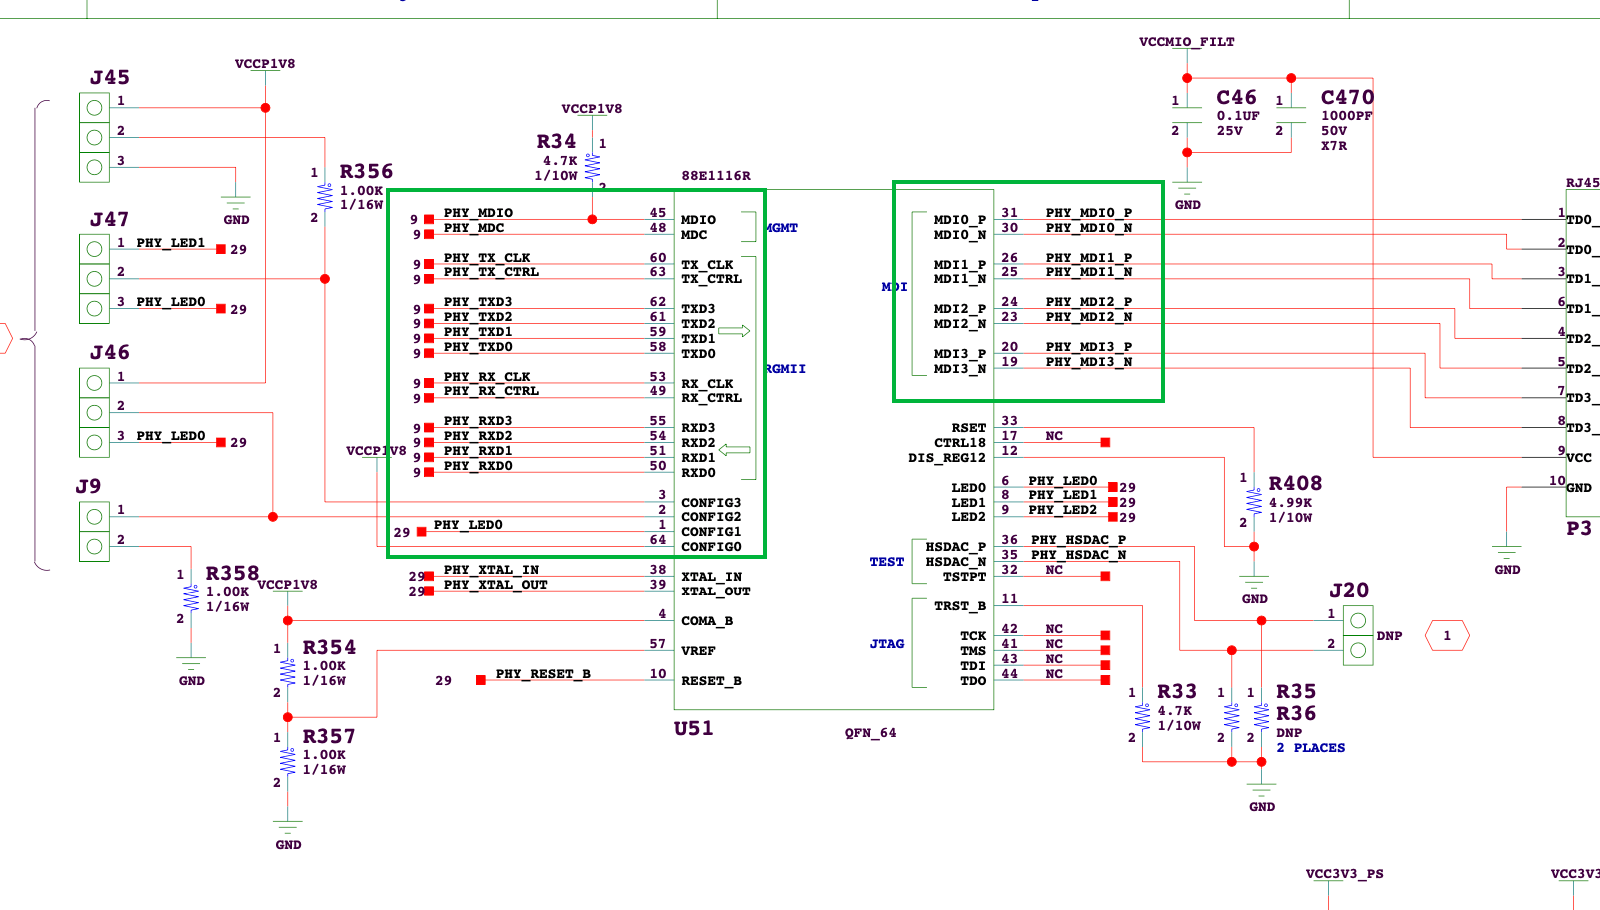 VCCMIO_FILT
VCCP1V8
J45
1
2
3
GND
R356
1.00K
1/16W
1
2
VCCP1V8
R34
4.7K
1/10W
1
2
88E1116R
1
2
C46
0.1UF
25V
1
2
C470
1000PF
50V
X7R
GND
RJ45
J47
1 PHY_LED1 29
2
3 PHY_LED0 29
J46
1
2
3 PHY_LED0 29
J9
1
2
R358
1.00K
1/16W
1
2
GND
9 PHY_MDIO 45 MDIO
9 PHY_MDC 48 MDC
MGMT
9 PHY_TX_CLK 60 TX_CLK
9 PHY_TX_CTRL 63 TX_CTRL
9 PHY_TXD3 62 TXD3
9 PHY_TXD2 61 TXD2
9 PHY_TXD1 59 TXD1
9 PHY_TXD0 58 TXD0
RGMII
9 PHY_RX_CLK 53 RX_CLK
9 PHY_RX_CTRL 49 RX_CTRL
9 PHY_RXD3 55 RXD3
9 PHY_RXD2 54 RXD2
9 PHY_RXD1 51 RXD1
9 PHY_RXD0 50 RXD0
VCCP1V8
3 CONFIG3
2 CONFIG2
29 PHY_LED0 1 CONFIG1
64 CONFIG0
29 PHY_XTAL_IN 38 XTAL_IN
29 PHY_XTAL_OUT 39 XTAL_OUT
4 COMA_B
57 VREF
29 PHY_RESET_B 10 RESET_B
U51
QFN_64
VCCP1V8
R354
1.00K
1/16W
1
2
R357
1.00K
1/16W
1
2
GND
MDI
MDI0_P 31 PHY_MDI0_P
MDI0_N 30 PHY_MDI0_N
MDI1_P 26 PHY_MDI1_P
MDI1_N 25 PHY_MDI1_N
MDI2_P 24 PHY_MDI2_P
MDI2_N 23 PHY_MDI2_N
MDI3_P 20 PHY_MDI3_P
MDI3_N 19 PHY_MDI3_N
RSET 33
CTRL18 17 NC
DIS_REG12 12
LED0 6 PHY_LED0 29
LED1 8 PHY_LED1 29
LED2 9 PHY_LED2 29
TEST
HSDAC_P 36 PHY_HSDAC_P
HSDAC_N 35 PHY_HSDAC_N
TSTPT 32 NC
JTAG
TRST_B 11
TCK 42 NC
TMS 41 NC
TDI 43 NC
TDO 44 NC
1
2
R408
4.99K
1/10W
GND
J20
1
2
DNP
1
1
2
R33
4.7K
1/10W
1
2
1
2
R35
R36
DNP
2 PLACES
GND
1 TD0_
2 TD0_
3 TD1_
6 TD1_
4 TD2_
5 TD2_
7 TD3_
8 TD3_
9 VCC
10 GND
P3
GND
VCC3V3_PS
VCC3V3